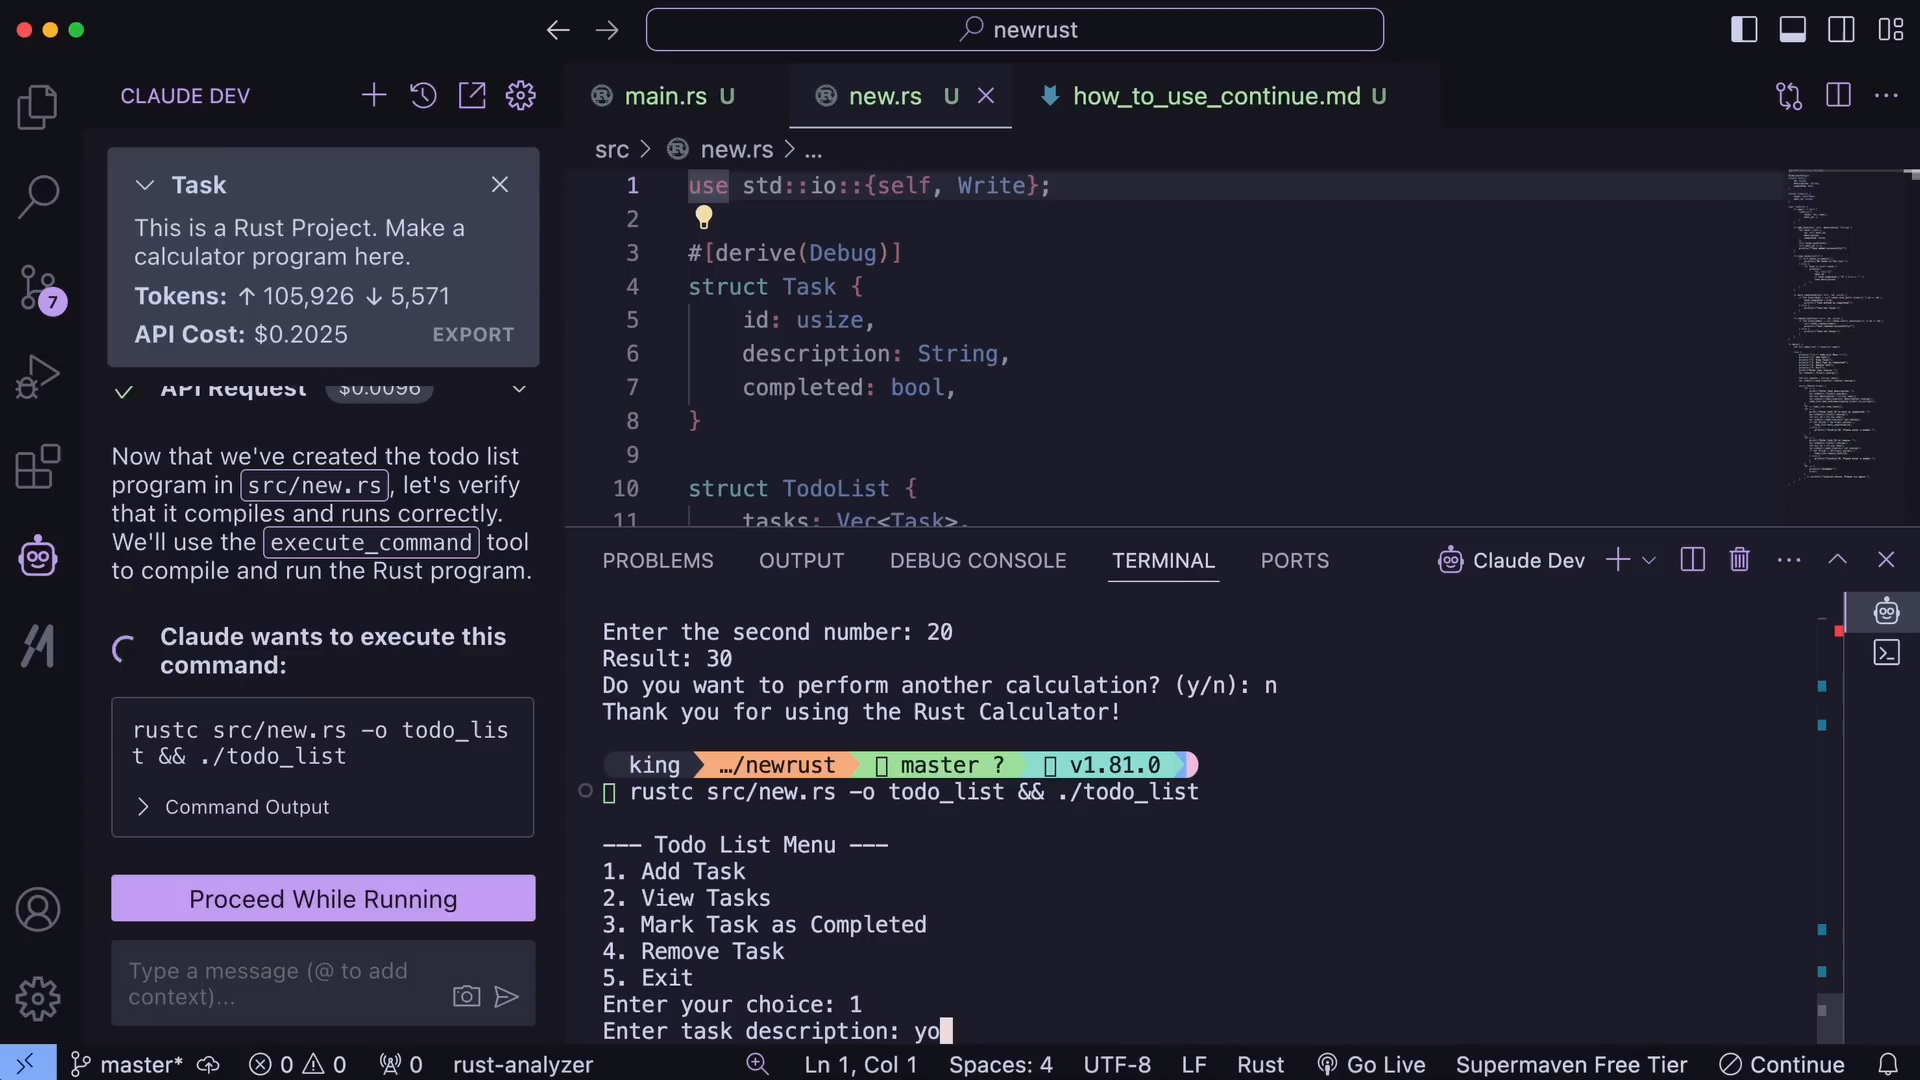 newrust
CLAUDE DEV
main.rs U
new.rs U
how_to_use_continue.md U
src > new.rs > ...
Task
This is a Rust Project. Make a
calculator program here.
Tokens: ↑ 105,926 ↓ 5,571
API Cost: $0.2025 EXPORT
API Request $0.0096
Now that we've created the todo list
program in src/new.rs, let's verify
that it compiles and runs correctly.
We'll use the execute_command tool
to compile and run the Rust program.
Claude wants to execute this
command:
rustc src/new.rs -o todo_lis
t && ./todo_list
Command Output
Proceed While Running
Type a message (@ to add
context)...
7
1 use std::io::{self, Write};
2
3 #[derive(Debug)]
4 struct Task {
5 id: usize,
6 description: String,
7 completed: bool,
8 }
9
10 struct TodoList {
11 tasks: Vec<Task>,
PROBLEMS OUTPUT DEBUG CONSOLE TERMINAL PORTS Claude Dev
Enter the second number: 20
Result: 30
Do you want to perform another calculation? (y/n): n
Thank you for using the Rust Calculator!
king …/newrust master ? v1.81.0
rustc src/new.rs -o todo_list && ./todo_list
--- Todo List Menu ---
1. Add Task
2. View Tasks
3. Mark Task as Completed
4. Remove Task
5. Exit
Enter your choice: 1
Enter task description: yo
master* 0 0 0 rust-analyzer Ln 1, Col 1 Spaces: 4 UTF-8 LF Rust Go Live Supermaven Free Tier Continue